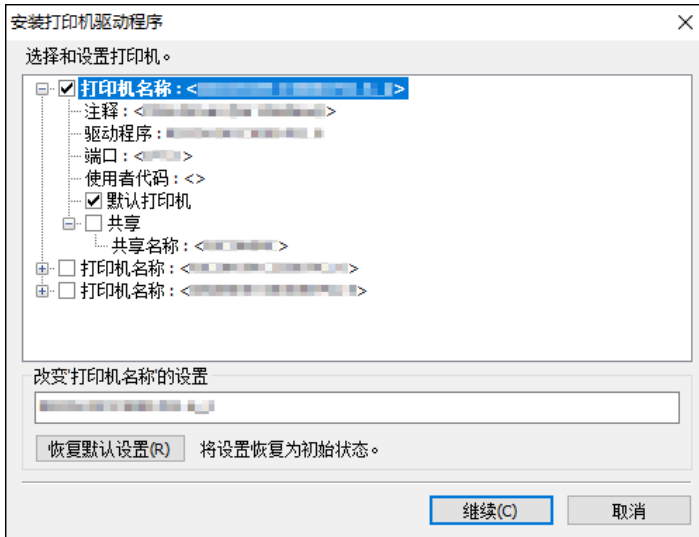 安装打印机驱动程序
选择和设置打印机。
打印机名称：< >
注释：< >
驱动程序：
端口：< >
使用者代码：<>
默认打印机
共享
共享名称：< >
打印机名称：< >
打印机名称：< >
改变'打印机名称'的设置
恢复默认设置(R) 将设置恢复为初始状态。
继续(C) 取消